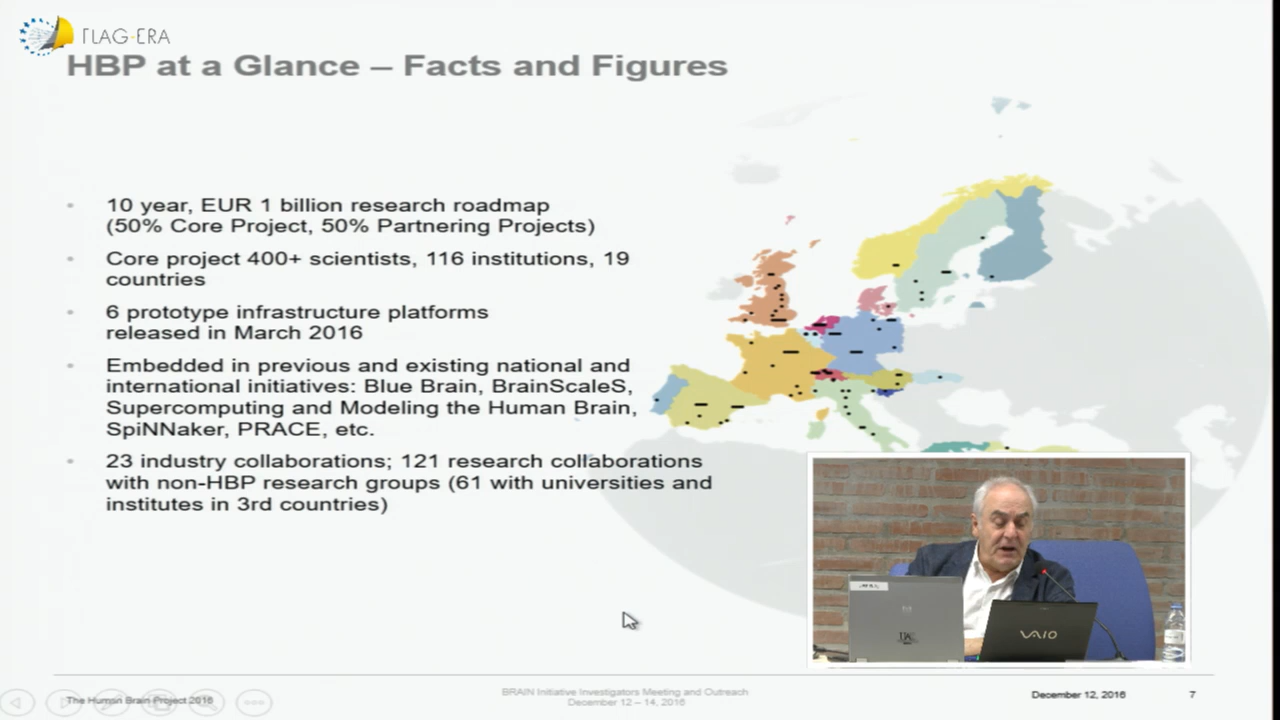 FLAG-ERA
HBP at a Glance – Facts and Figures
10 year, EUR 1 billion research roadmap
(50% Core Project, 50% Partnering Projects)
Core project 400+ scientists, 116 institutions, 19
countries
6 prototype infrastructure platforms
released in March 2016
Embedded in previous and existing national and
international initiatives: Blue Brain, BrainScaleS,
Supercomputing and Modeling the Human Brain,
SpiNNaker, PRACE, etc.
23 industry collaborations; 121 research collaborations
with non-HBP research groups (61 with universities and
institutes in 3rd countries)
VAIO
The Human Brain Project 2016
BRAIN Initiative Investigators Meeting and Outreach
December 12 – 14, 2016
December 12, 2016
7